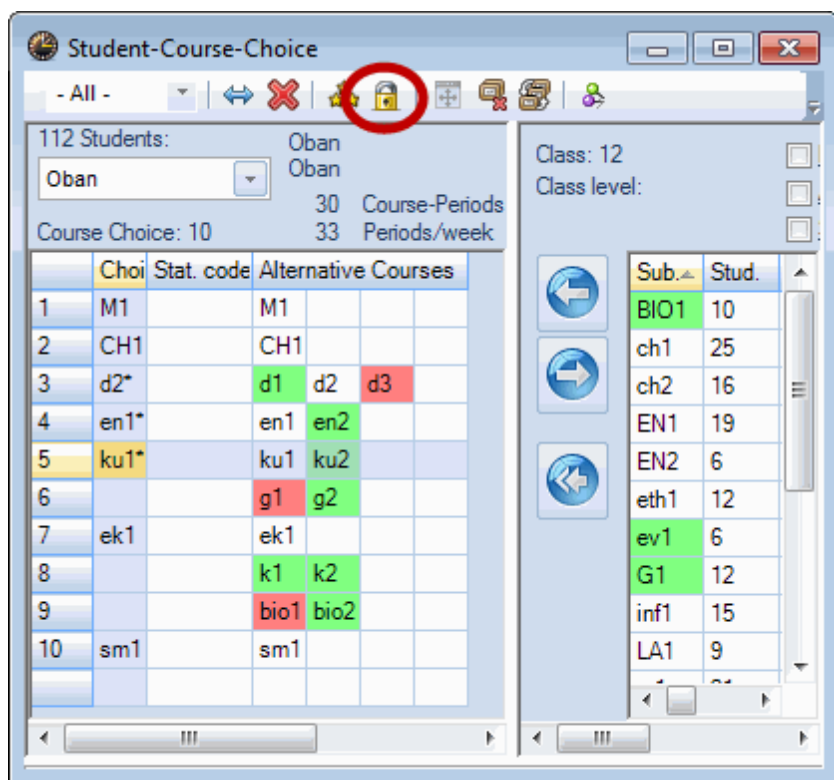 Student-Course-Choice
- All -
112 Students:
Oban
Oban
Oban
30 Course-Periods
Course Choice: 10
33 Periods/week
Choi Stat. code Alternative Courses
1 M1 M1
2 CH1 CH1
3 d2* d1 d2 d3
4 en1* en1 en2
5 ku1* ku1 ku2
6 g1 g2
7 ek1 ek1
8 k1 k2
9 bio1 bio2
10 sm1 sm1
Class: 12
Class level:
Sub. Stud.
BIO1 10
ch1 25
ch2 16
EN1 19
EN2 6
eth1 12
ev1 6
G1 12
inf1 15
LA1 9